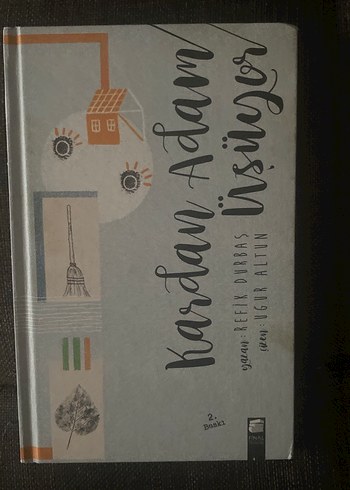 Kardan Adam
Üşüyor
yazan: REFİK DURBAŞ
çizen: UĞUR ALTUN
2.
Baskı